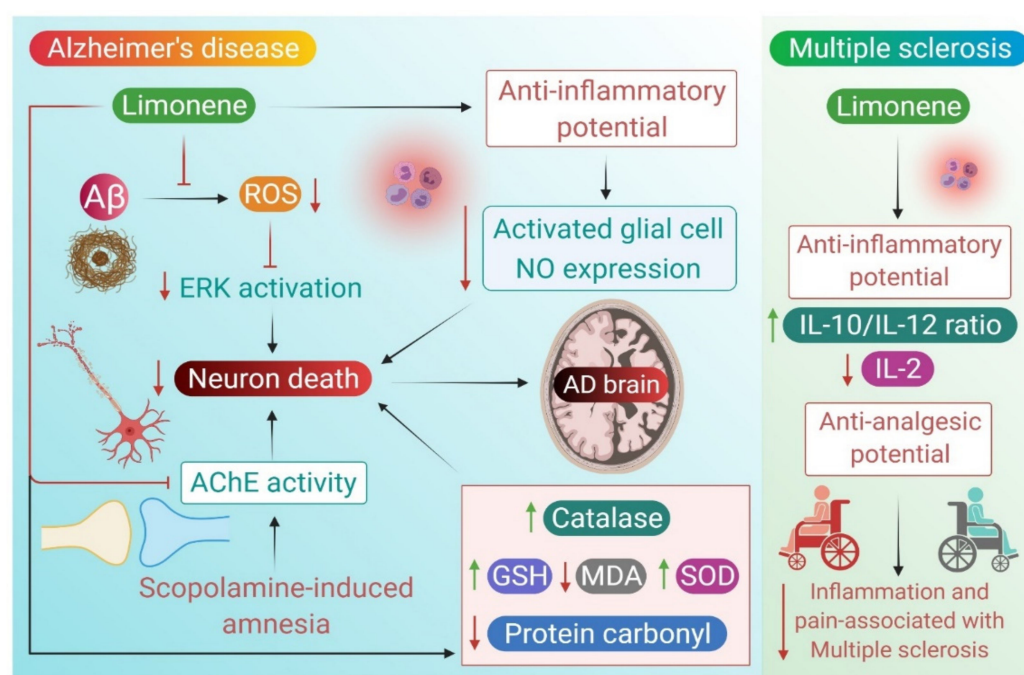 Alzheimer's disease
Limonene
Anti-inflammatory
potential
Aβ
ROS
Activated glial cell
NO expression
ERK activation
Neuron death
AD brain
AChE activity
Scopolamine-induced
amnesia
Catalase
GSH MDA SOD
Protein carbonyl
Multiple sclerosis
Limonene
Anti-inflammatory
potential
IL-10/IL-12 ratio
IL-2
Anti-analgesic
potential
Inflammation and
pain-associated with
Multiple sclerosis